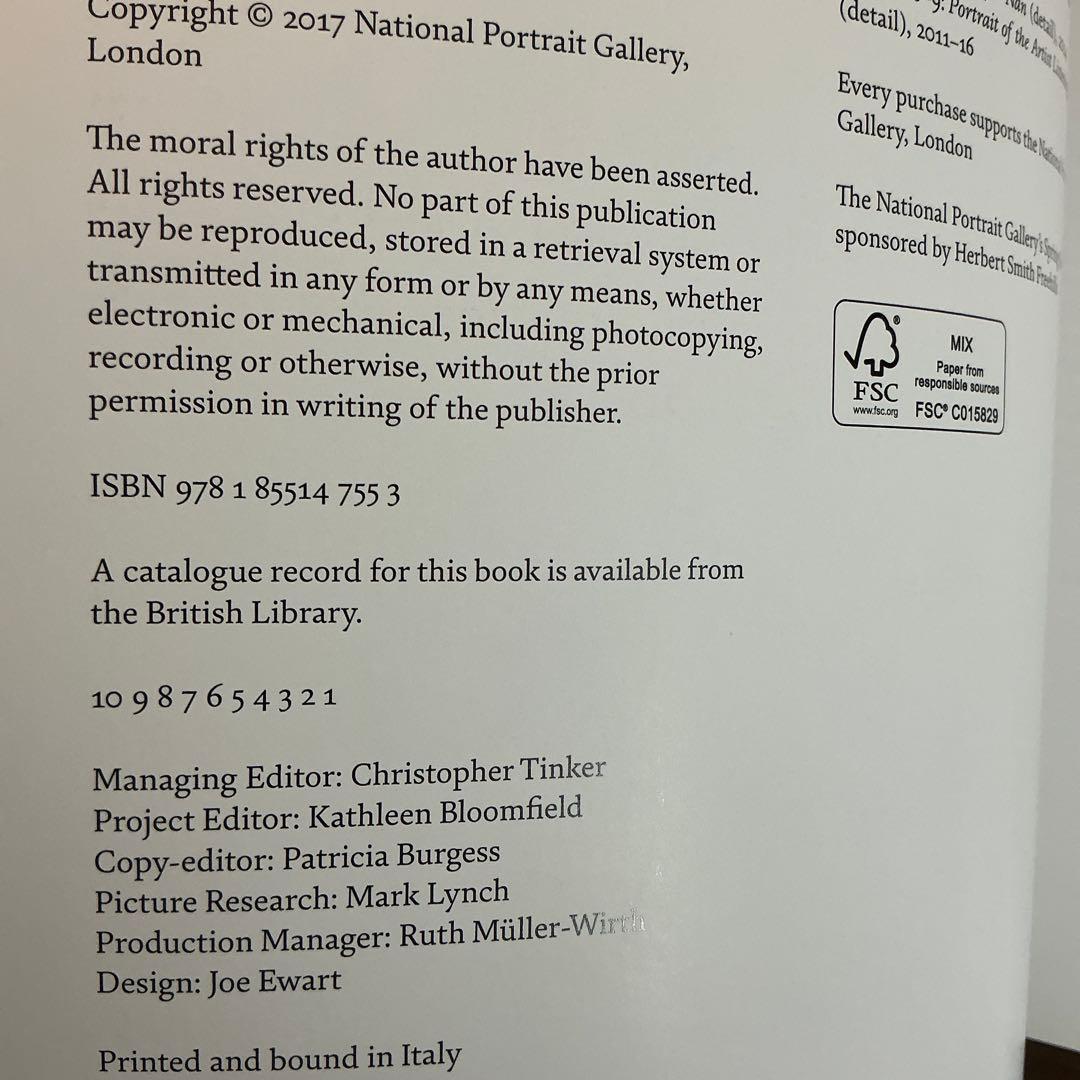 Copyright © 2017 National Portrait Gallery,
London
The moral rights of the author have been asserted.
All rights reserved. No part of this publication
may be reproduced, stored in a retrieval system or
transmitted in any form or by any means, whether
electronic or mechanical, including photocopying,
recording or otherwise, without the prior
permission in writing of the publisher.
ISBN 978 1 85514 755 3
A catalogue record for this book is available from
the British Library.
10 9 8 7 6 5 4 3 2 1
Managing Editor: Christopher Tinker
Project Editor: Kathleen Bloomfield
Copy-editor: Patricia Burgess
Picture Research: Mark Lynch
Production Manager: Ruth Müller-Wirth
Design: Joe Ewart
Printed and bound in Italy
Portrait of the Artist
(detail), 2011–16
Every purchase supports the National
Gallery, London
The National Portrait Gallery's
sponsored by Herbert Smith
FSC
www.fsc.org
MIX
Paper from
responsible sources
FSC® C015829